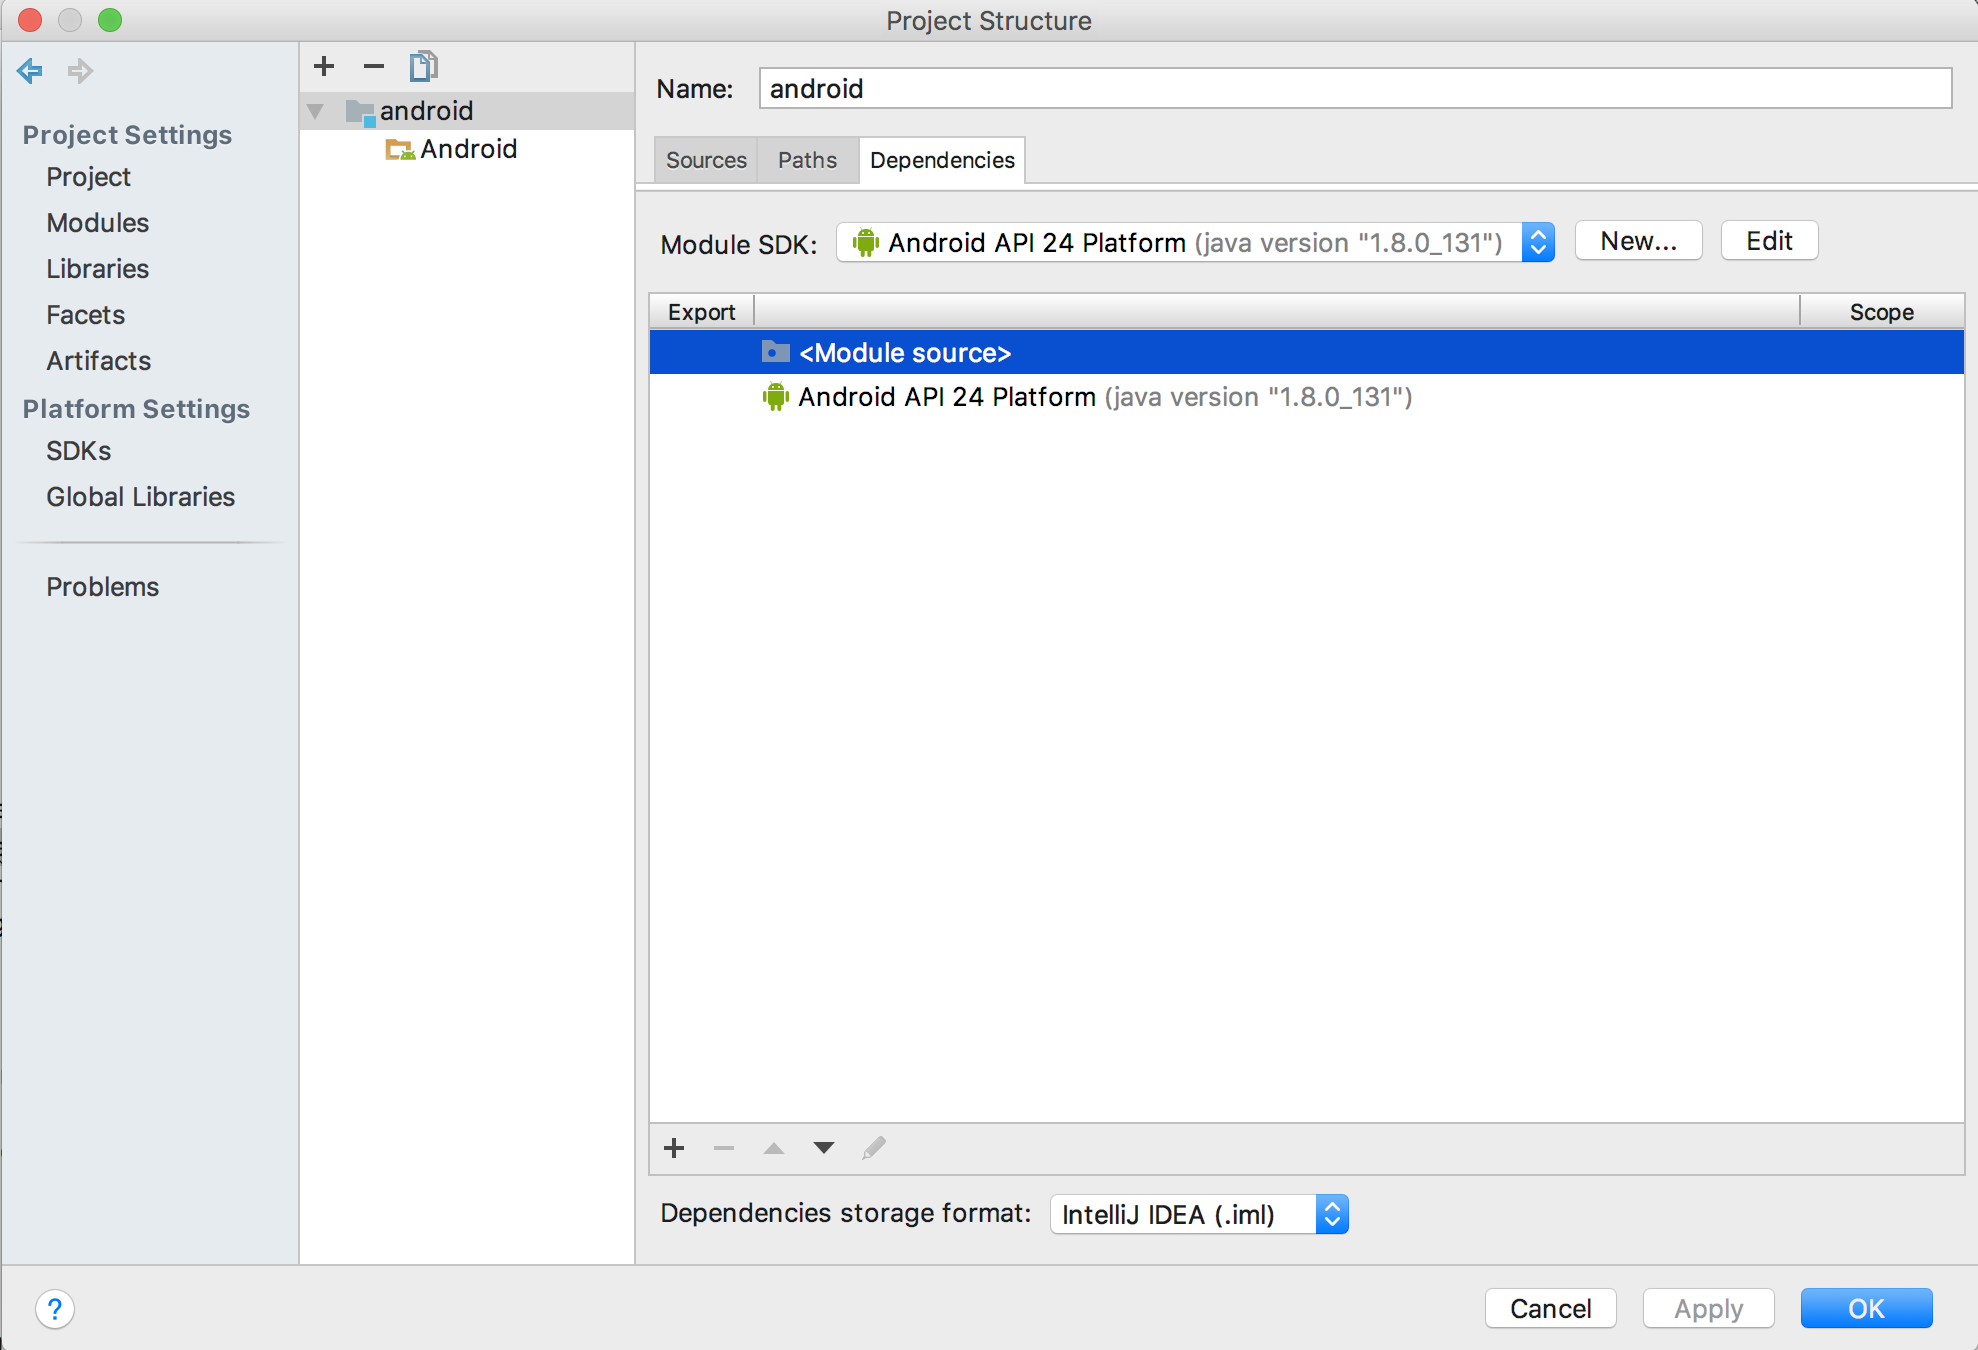 Project Structure
Project Settings
Project
Modules
Libraries
Facets
Artifacts
Platform Settings
SDKs
Global Libraries
Problems
android
Android
Name: android
Sources Paths Dependencies
Module SDK: Android API 24 Platform (java version "1.8.0_131") New... Edit
Export Scope
<Module source>
Android API 24 Platform (java version "1.8.0_131")
Dependencies storage format: IntelliJ IDEA (.iml)
? Cancel Apply OK